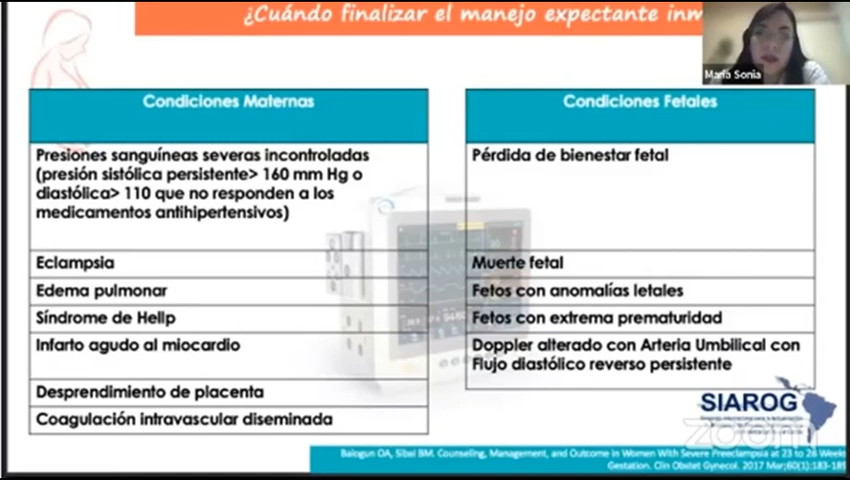 ¿Cuándo finalizar el manejo expectante inm
María Sonia
Condiciones Maternas
Presiones sanguíneas severas incontroladas
(presión sistólica persistente> 160 mm Hg o
diastólica> 110 que no responden a los
medicamentos antihipertensivos)
Eclampsia
Edema pulmonar
Síndrome de Hellp
Infarto agudo al miocardio
Desprendimiento de placenta
Coagulación intravascular diseminada
Condiciones Fetales
Pérdida de bienestar fetal
Muerte fetal
Fetos con anomalías letales
Fetos con extrema prematuridad
Doppler alterado con Arteria Umbilical con
Flujo diastólico reverso persistente
SIAROG
zoom
Balogun OA, Sibai BM. Counseling, Management, and Outcome in Women With Severe Preeclampsia at 23 to 28 Weeks
Gestation. Clin Obstet Gynecol. 2017 Mar;60(1):183-189